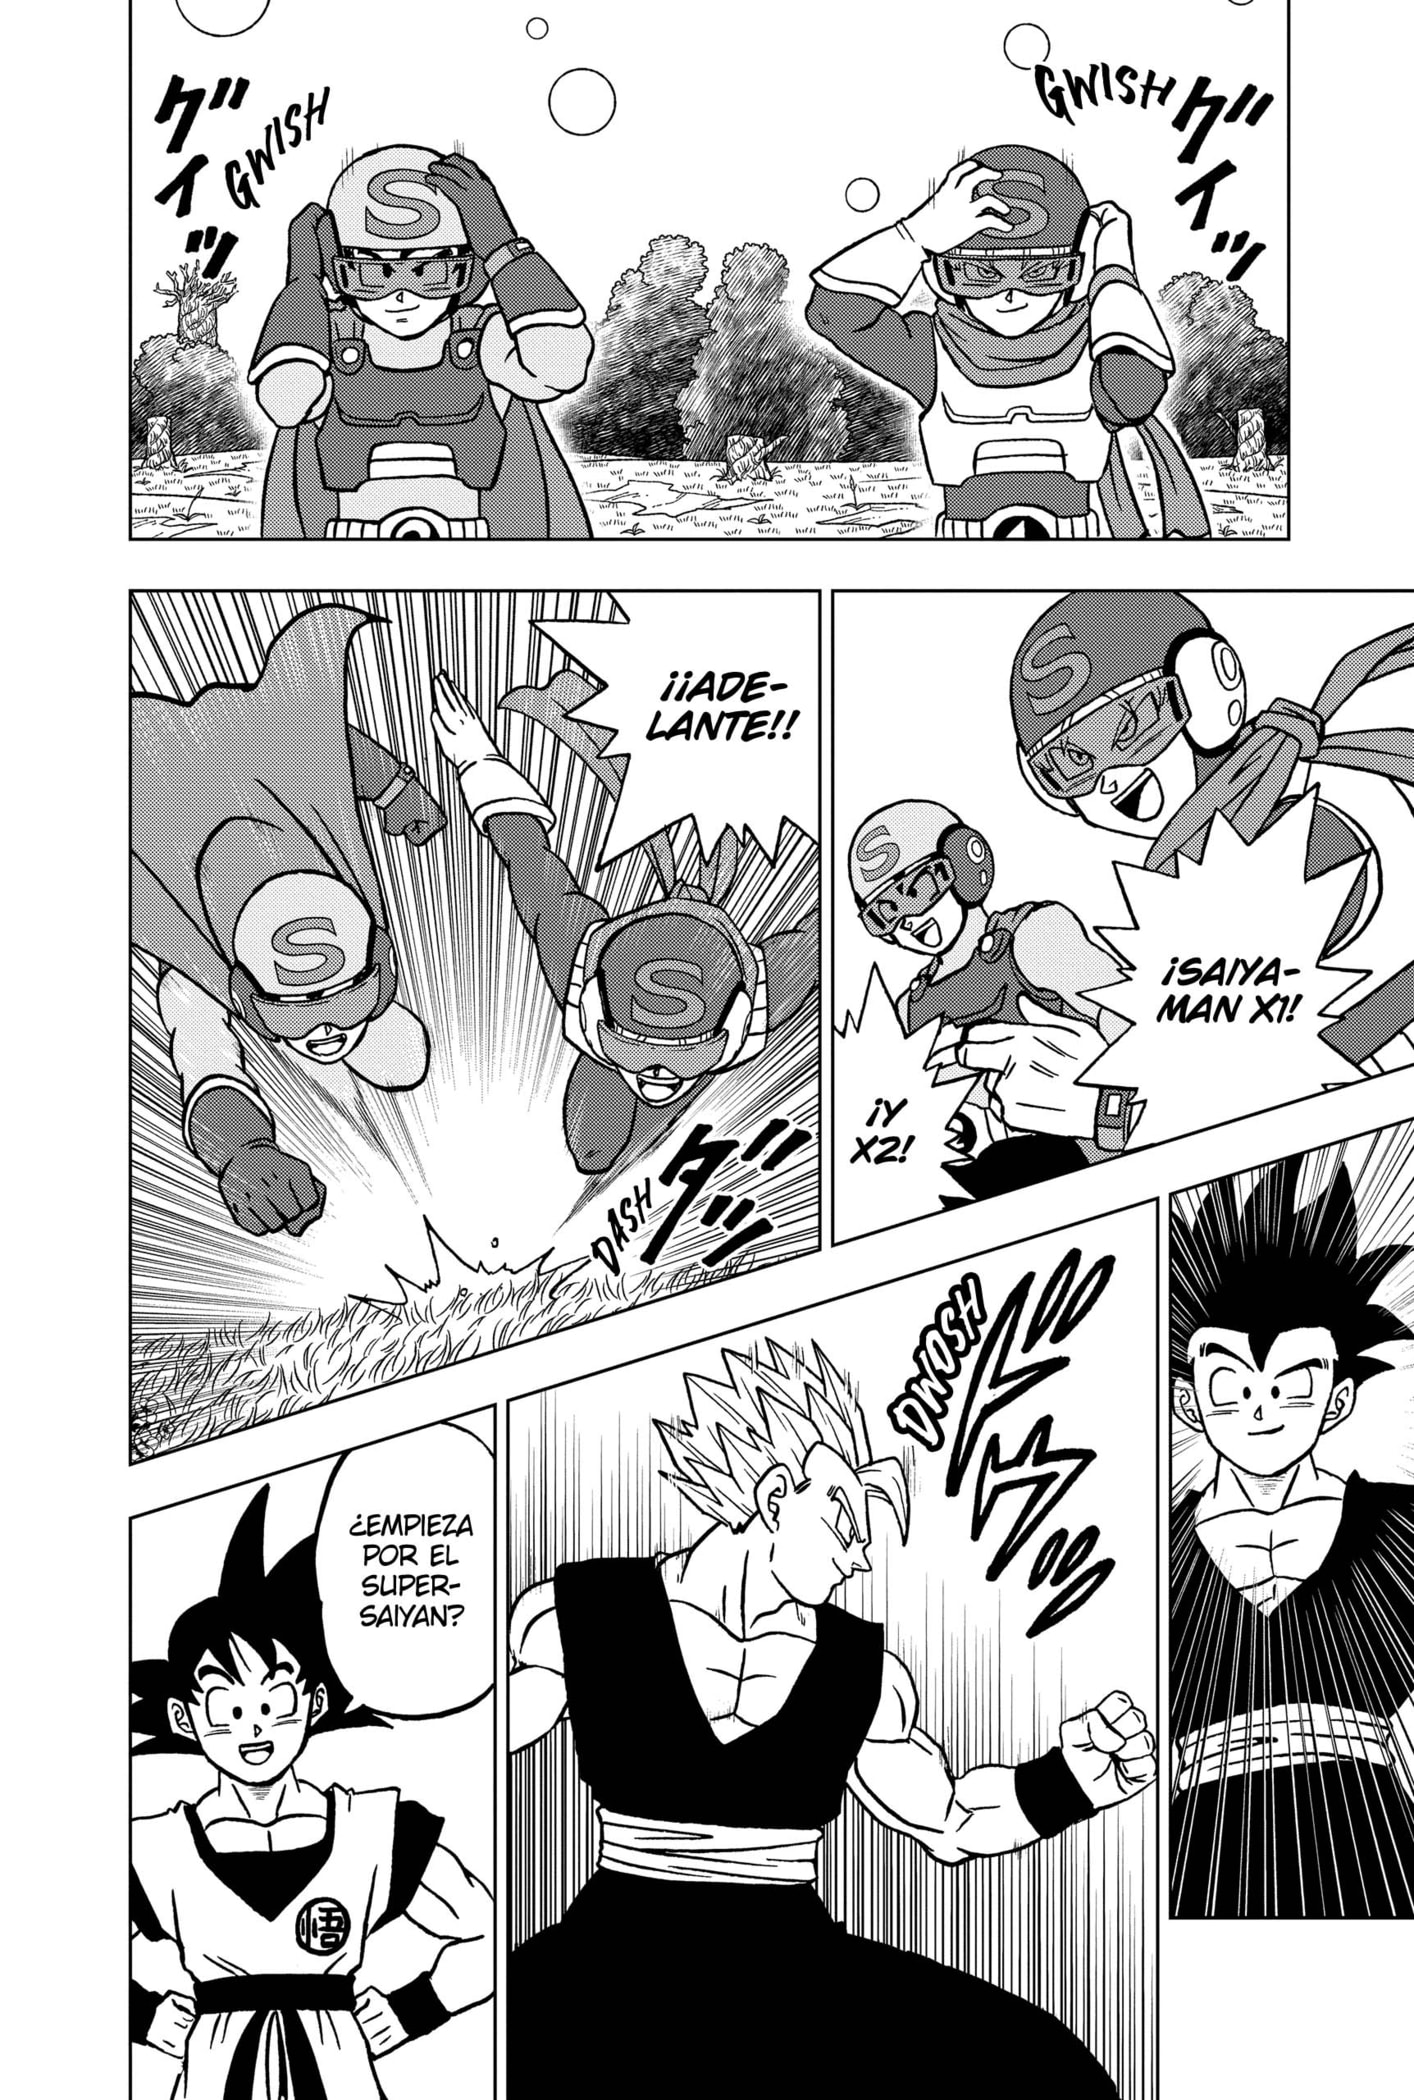 GWISH
グイッ
GWISH
グイッ
S
S
S
S
¡SAIYA-
MAN X1!
¡Y
X2!
¡¡ADE-
LANTE!!
S
S
DASH
ダッ
DWOSH
ドウッ
¿EMPIEZA
POR EL
SUPER-
SAIYAN?
悟